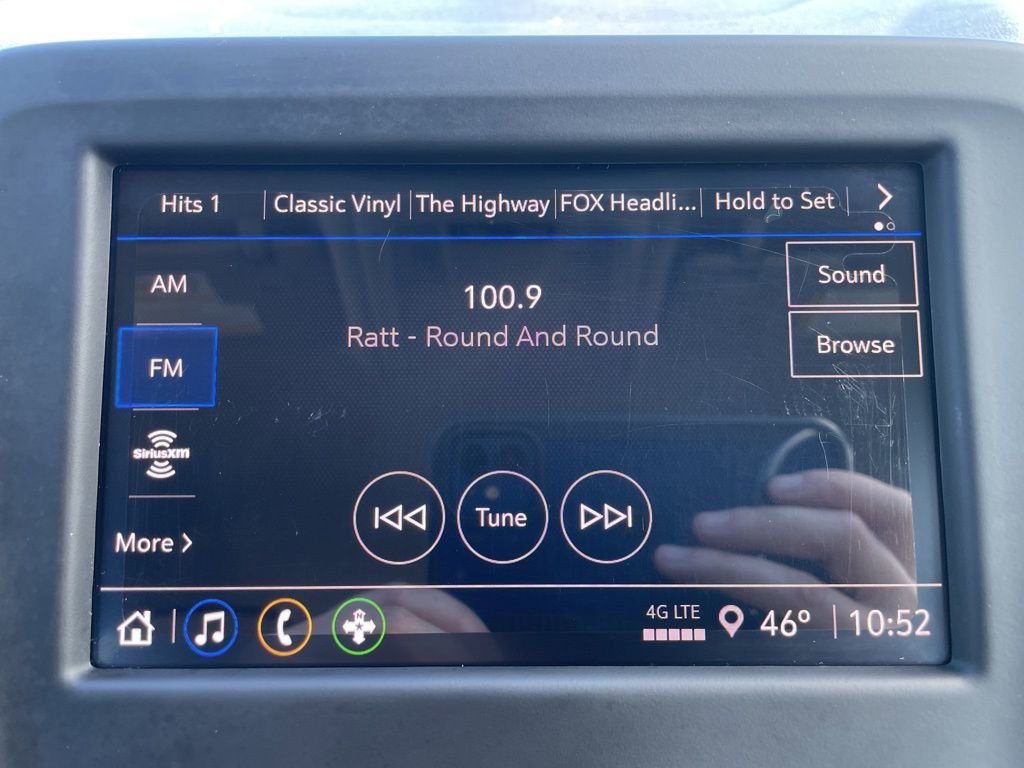 Hits 1 Classic Vinyl The Highway FOX Headli... Hold to Set
AM
100.9
Sound
Ratt - Round And Round
Browse
FM
SiriusXM
Tune
More
4G LTE
N
46° 10:52